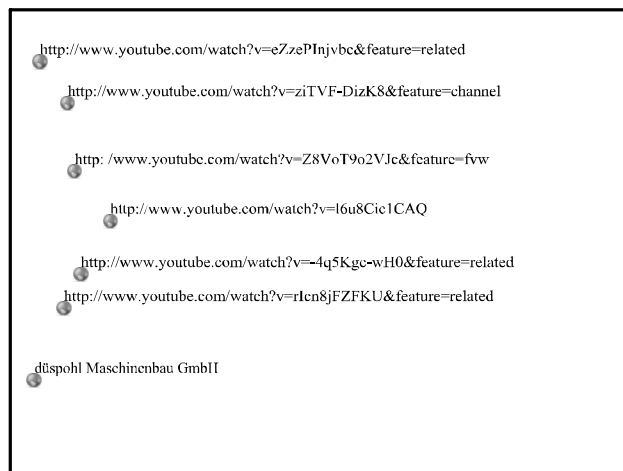 http://www.youtube.com/watch?v=eZzePInjvbc&feature=related
http://www.youtube.com/watch?v=ziTVF-DizK8&feature=channel
http: /www.youtube.com/watch?v=Z8VoT9o2VJc&feature=fvw
http://www.youtube.com/watch?v=l6u8Cic1CAQ
http://www.youtube.com/watch?v=-4q5Kgc-wH0&feature=related
http://www.youtube.com/watch?v=rIcn8jFZFKU&feature=related
düspohl Maschinenbau GmbH